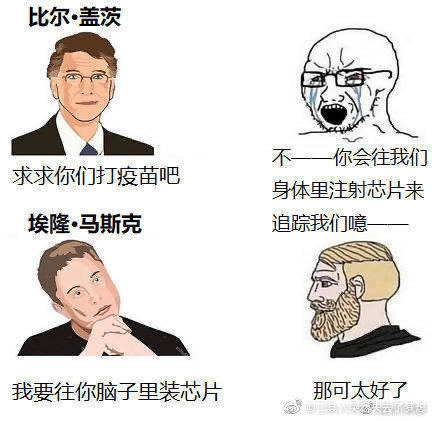 比尔·盖茨
求求你们打疫苗吧
不——你会往我们
身体里注射芯片来
追踪我们噫——
埃隆·马斯克
我要往你脑子里装芯片
那可太好了